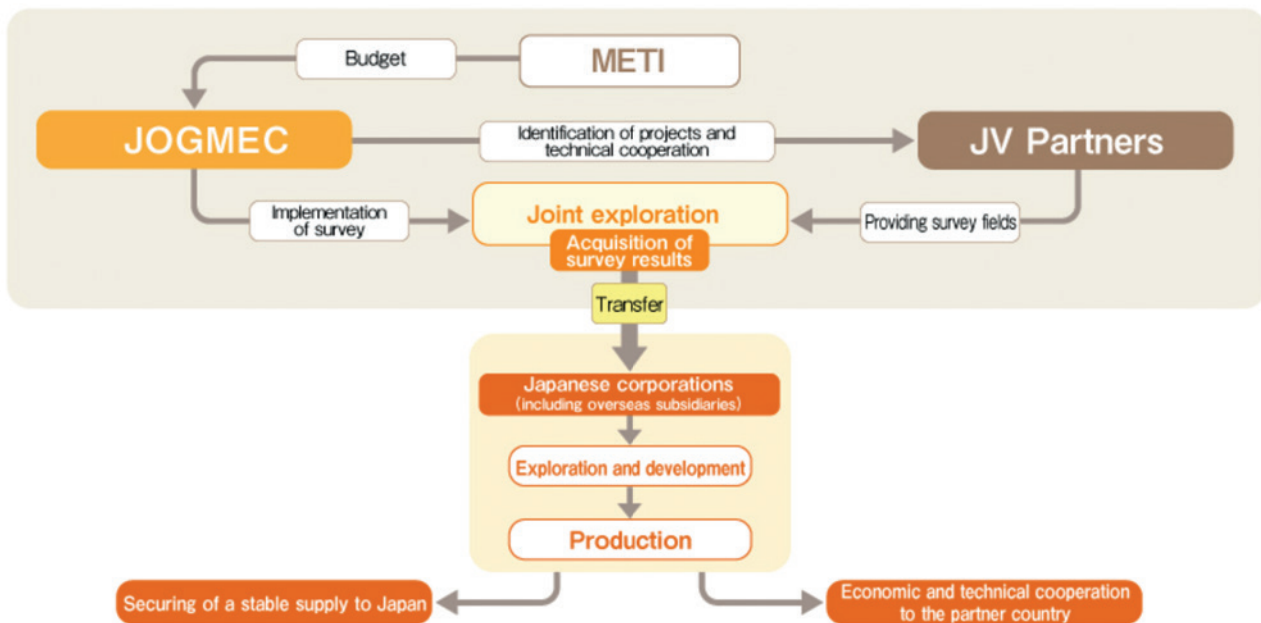 Budget
METI
JOGMEC
Identification of projects and
technical cooperation
JV Partners
Implementation
of survey
Joint exploration
Providing survey fields
Acquisition of
survey results
Transfer
Japanese corporations
(including overseas subsidiaries)
Exploration and development
Production
Securing of a stable supply to Japan
Economic and technical cooperation
to the partner country